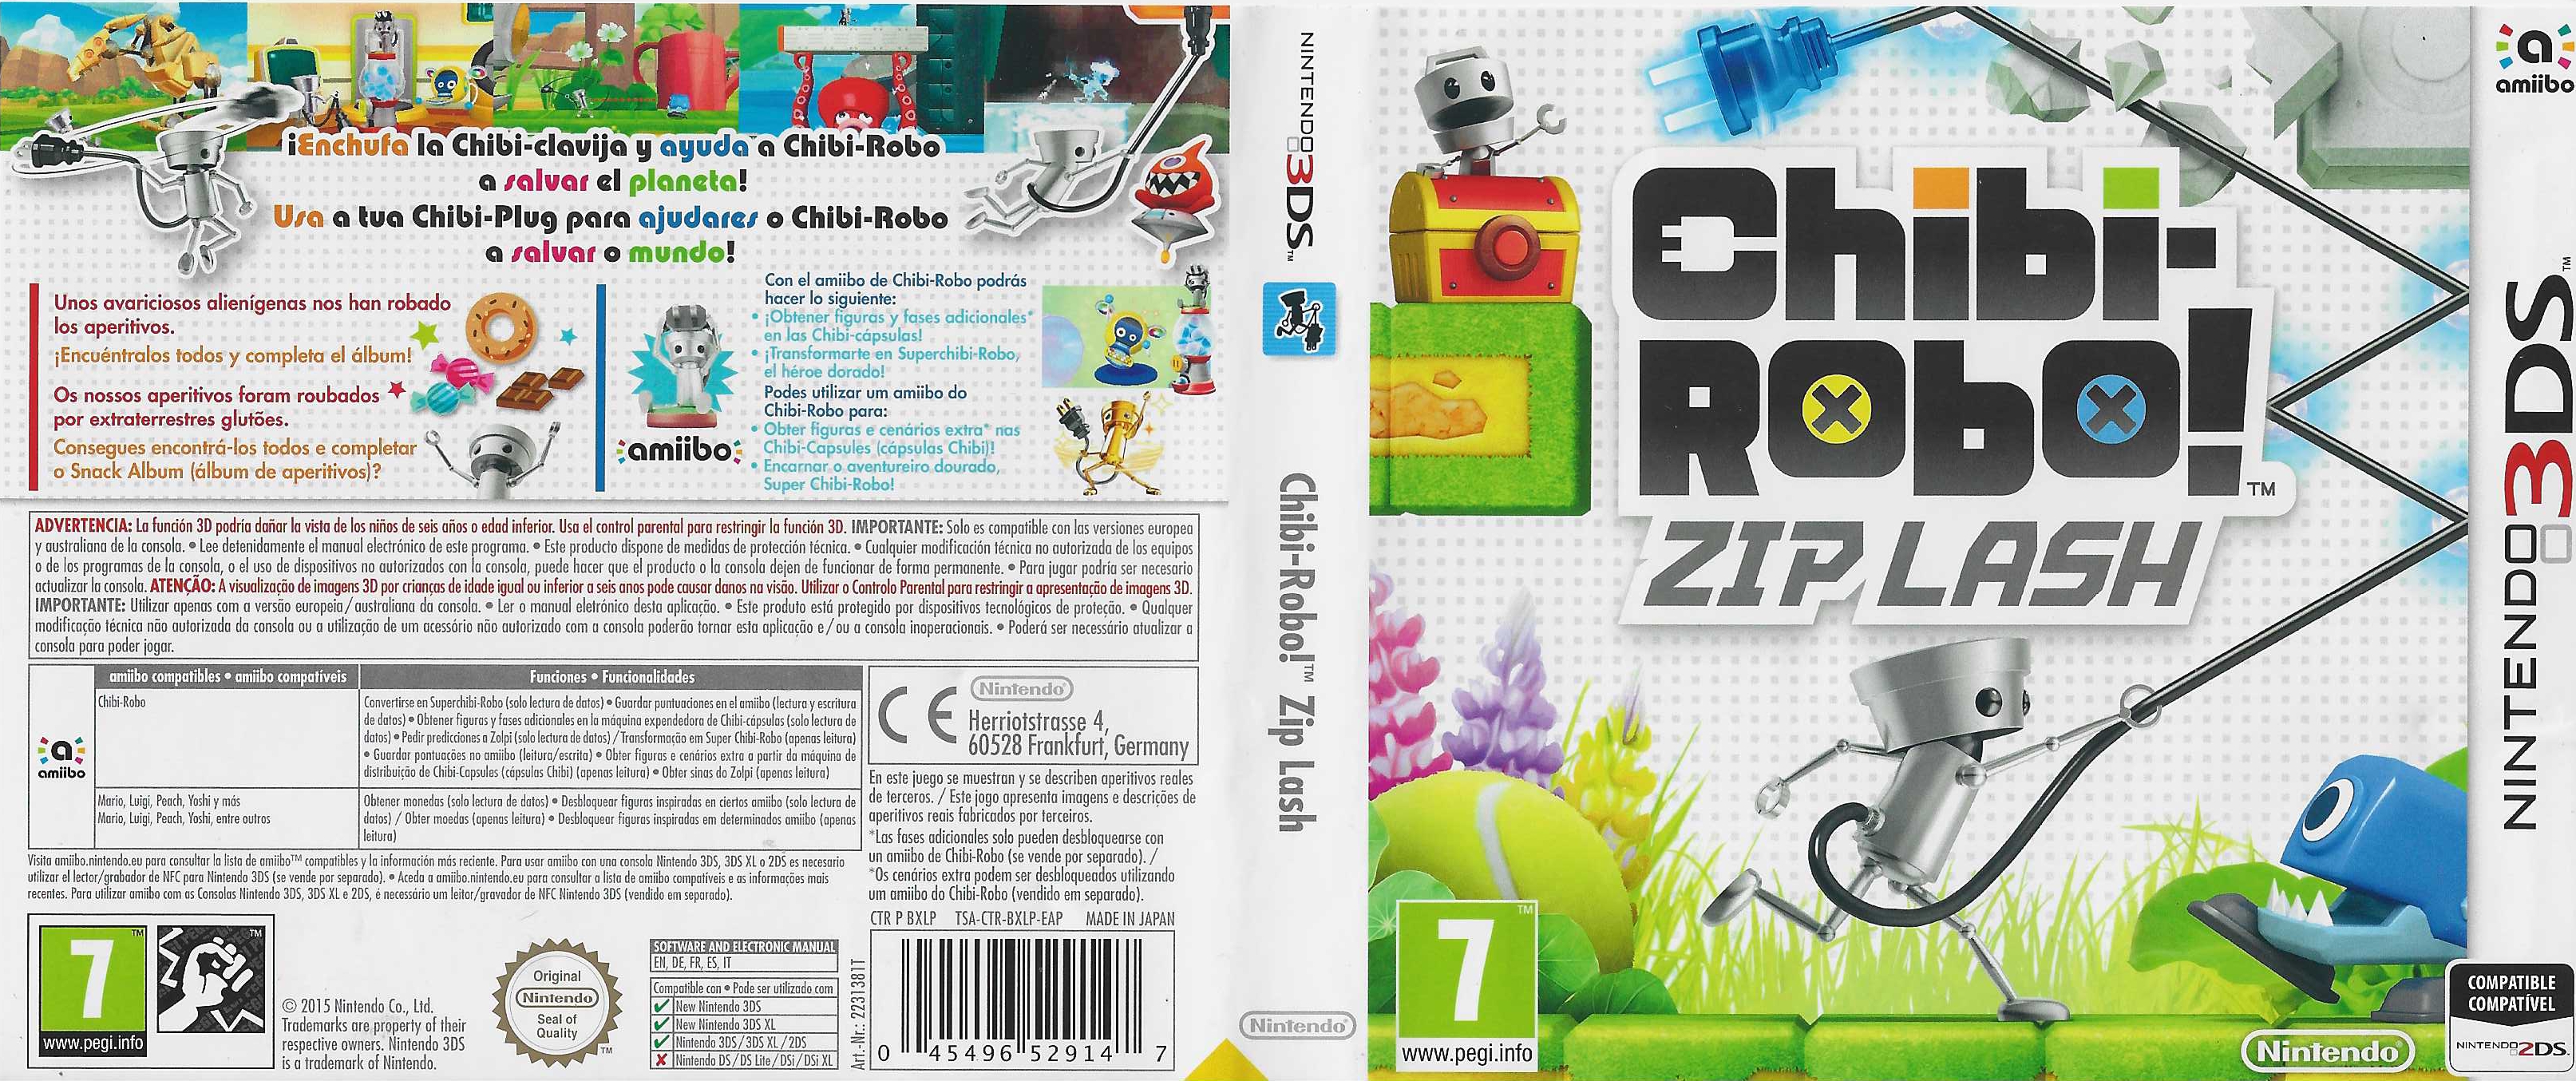 ¡Enchufa la Chibi-clavija y ayuda a Chibi-Robo
a salvar el planeta!
Usa a tua Chibi-Plug para ajudares o Chibi-Robo
a salvar o mundo!
Unos avariciosos alienígenas nos han robado
los aperitivos.
¡Encuéntralos todos y completa el álbum!
Os nossos aperitivos foram roubados
por extraterrestres glutões.
Consegues encontrá-los todos e completar
o Snack Album (álbum de aperitivos)?
amiibo
Con el amiibo de Chibi-Robo podrás
hacer lo siguiente:
• ¡Obtener figuras y fases adicionales*
en las Chibi-cápsulas!
• ¡Transformarte en Superchibi-Robo,
el héroe dorado!
Podes utilizar um amiibo do
Chibi-Robo para:
• Obter figuras e cenários extra* nas
Chibi-Capsules (cápsulas Chibi)!
• Encarnar o aventureiro dourado,
Super Chibi-Robo!
ADVERTENCIA: La función 3D podría dañar la vista de los niños de seis años o edad inferior. Usa el control parental para restringir la función 3D. IMPORTANTE: Solo es compatible con las versiones europea
y australiana de la consola. • Lee detenidamente el manual electrónico de este programa. • Este producto dispone de medidas de protección técnica. • Cualquier modificación técnica no autorizada de los equipos
o de los programas de la consola, o el uso de dispositivos no autorizados con la consola, puede hacer que el producto o la consola dejen de funcionar de forma permanente. • Para jugar podría ser necesario
actualizar la consola. ATENÇÃO: A visualização de imagens 3D por crianças de idade igual ou inferior a seis anos pode causar danos na visão. Utilizar o Controlo Parental para restringir a apresentação de imagens 3D.
IMPORTANTE: Utilizar apenas com a versão europeia/australiana da consola. • Ler o manual eletrónico desta aplicação. • Este produto está protegido por dispositivos tecnológicos de proteção. • Qualquer
modificação técnica não autorizada da consola ou a utilização de um acessório não autorizado com a consola poderão tornar esta aplicação e/ou a consola inoperacionais. • Poderá ser necessário atualizar a
consola para poder jogar.
amiibo
amiibo compatibles • amiibo compatíveis
Funciones • Funcionalidades
Chibi-Robo
Convertirse en Superchibi-Robo (solo lectura de datos) • Guardar puntuaciones en el amiibo (lectura y escritura
de datos) • Obtener figuras y fases adicionales en la máquina expendedora de Chibi-cápsulas (solo lectura de
datos) • Pedir predicciones a Zolpi (solo lectura de datos) / Transformação em Super Chibi-Robo (apenas leitura)
• Guardar pontuações no amiibo (leitura/escrita) • Obter figuras e cenários extra a partir da máquina de
distribuição de Chibi-Capsules (cápsulas Chibi) (apenas leitura) • Obter sinas do Zolpi (apenas leitura)
Mario, Luigi, Peach, Yoshi y más
Mario, Luigi, Peach, Yoshi, entre outros
Obtener monedas (solo lectura de datos) • Desbloquear figuras inspiradas en ciertos amiibo (solo lectura de
datos) / Obter moedas (apenas leitura) • Desbloquear figuras inspiradas em determinados amiibo (apenas
leitura)
Visita amiibo.nintendo.eu para consultar la lista de amiibo™ compatibles y la información más reciente. Para usar amiibo con una consola Nintendo 3DS, 3DS XL o 2DS es necesario
utilizar el lector/grabador de NFC para Nintendo 3DS (se vende por separado). • Aceda a amiibo.nintendo.eu para consultar a lista de amiibo compatíveis e as informações mais
recentes. Para utilizar amiibo com as Consolas Nintendo 3DS, 3DS XL e 2DS, é necessário um leitor/gravador de NFC Nintendo 3DS (vendido em separado).
CE
Nintendo®
Herriotstrasse 4,
60528 Frankfurt, Germany
En este juego se muestran y se describen aperitivos reales
de terceros. / Este jogo apresenta imagens e descrições de
aperitivos reais fabricados por terceiros.
*Las fases adicionales solo pueden desbloquearse con
un amiibo de Chibi-Robo (se vende por separado). /
*Os cenários extra podem ser desbloqueados utilizando
um amiibo do Chibi-Robo (vendido em separado).
CTR P BXLP TSA-CTR-BXLP-EAP MADE IN JAPAN
0 45496 52914 7
Art.-Nr.: 2231381T
7
TM
www.pegi.info
TM
© 2015 Nintendo Co., Ltd.
Trademarks are property of their
respective owners. Nintendo 3DS
is a trademark of Nintendo.
Original
Nintendo®
Seal of
Quality
TM
SOFTWARE AND ELECTRONIC MANUAL
EN, DE, FR, ES, IT
Compatible con • Pode ser utilizado com
✔ New Nintendo 3DS
✔ New Nintendo 3DS XL
✔ Nintendo 3DS/3DS XL/2DS
✘ Nintendo DS/DS Lite/DSi/DSi XL
NINTENDO 3DS™
Chibi-Robo!™ Zip Lash
Nintendo®
Chibi-
Robo!™
ZIP LASH
7
TM
www.pegi.info
Nintendo®
amiibo
NINTENDO 3DS™
COMPATIBLE
COMPATÍVEL
NINTENDO 2DS™